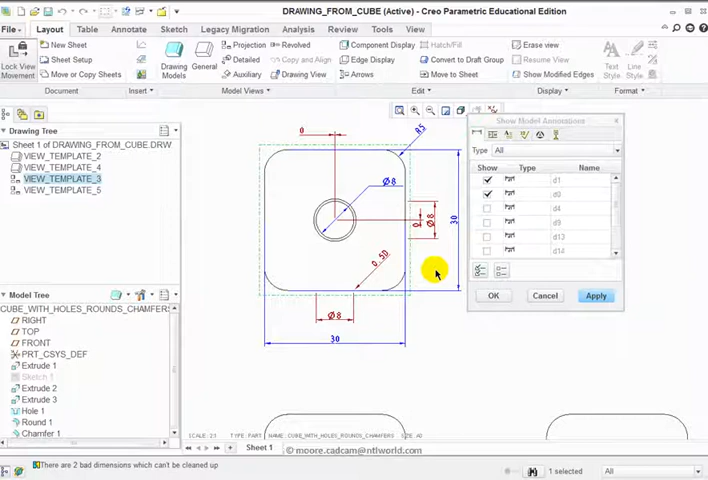 DRAWING_FROM_CUBE (Active) - Creo Parametric Educational Edition
File Layout Table Annotate Sketch Legacy Migration Analysis Review Tools View
Lock View Movement
New Sheet
Sheet Setup
Move or Copy Sheets
Document
Insert
Drawing Models
General
Projection
Detailed
Auxiliary
Revolved
Copy and Align
Drawing View
Model Views
Component Display
Edge Display
Arrows
Hatch/Fill
Convert to Draft Group
Move to Sheet
Edit
Erase view
Resume View
Show Modified Edges
Display
Text Style
Line Style
Format
Drawing Tree
Sheet 1 of DRAWING_FROM_CUBE.DRW
VIEW_TEMPLATE_2
VIEW_TEMPLATE_4
VIEW_TEMPLATE_3
VIEW_TEMPLATE_5
Model Tree
CUBE_WITH_HOLES_ROUNDS_CHAMFERS
RIGHT
TOP
FRONT
PRT_CSYS_DEF
Extrude 1
Sketch 1
Extrude 2
Extrude 3
Hole 1
Round 1
Chamfer 1
0
R5
Ø8
0
Ø8
30
0.5D
Ø8
30
Show Model Annotations
Type All
Show Type Name
d1
d0
d4
d9
d13
d14
OK Cancel Apply
SCALE: 2:1 TYPE: PART NAME: CUBE_WITH_HOLES_ROUNDS_CHAMFERS SIZE: A0
Sheet 1
© moore.cadcam@ntlworld.com
There are 2 bad dimensions which can't be cleaned up
1 selected
All